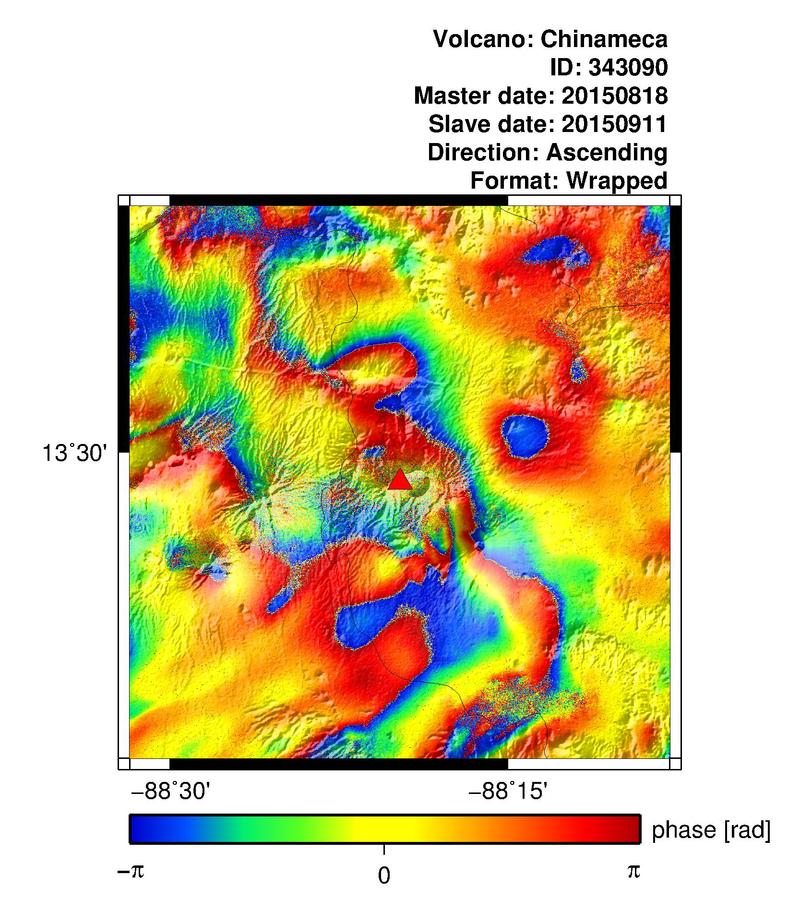 Volcano: Chinameca
ID: 343090
Master date: 20150818
Slave date: 20150911
Direction: Ascending
Format: Wrapped
13˚30'
−88˚30' −88˚15'
phase [rad]
−π 0 π